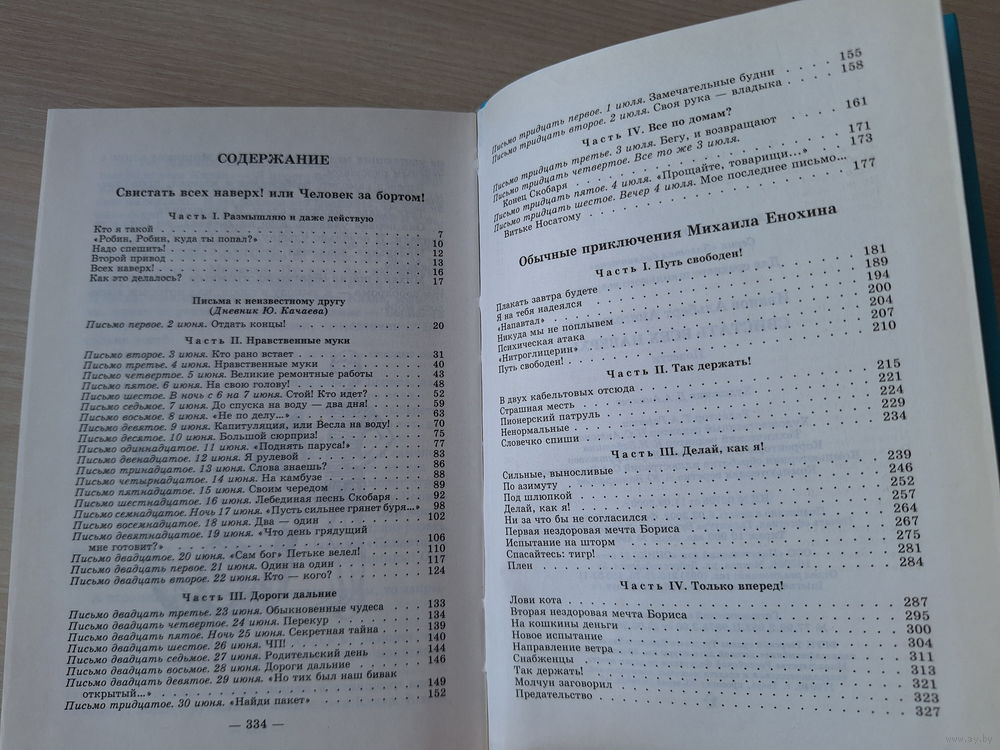 СОДЕРЖАНИЕ
Свистать всех наверх! или Человек за бортом!
Часть I. Размышляю и даже действую
Кто я такой . . . 7
«Робин, Робин, куда ты попал?» . . . 10
Надо спешить! . . . 12
Второй привод . . . 13
Всех наверх! . . . 16
Как это делалось? . . . 17
Письма к неизвестному другу
(Дневник Ю. Качаева)
Письмо первое. 2 июня. Отдать концы! . . . 20
Часть II. Нравственные муки
Письмо второе. 3 июня. Кто рано встает . . . 31
Письмо третье. 4 июня. Нравственные муки . . . 40
Письмо четвертое. 5 июня. Великие ремонтные работы . . . 43
Письмо пятое. 6 июня. На свою голову! . . . 48
Письмо шестое. В ночь с 6 на 7 июня. Стой! Кто идет? . . . 52
Письмо седьмое. 7 июня. До спуска на воду — два дня! . . . 59
Письмо восьмое. 8 июня. «Не по делу...» . . . 63
Письмо девятое. 9 июня. Капитуляция, или Весла на воду! . . . 70
Письмо десятое. 10 июня. Большой сюрприз! . . . 75
Письмо одиннадцатое. 11 июня. «Поднять паруса!» . . . 77
Письмо двенадцатое. 12 июня. Я рулевой . . . 83
Письмо тринадцатое. 13 июня. Слова знаешь? . . . 86
Письмо четырнадцатое. 14 июня. На камбузе . . . 88
Письмо пятнадцатое. 15 июня. Своим чередом . . . 89
Письмо шестнадцатое. 16 июня. Лебединая песнь Скобаря . . . 92
Письмо семнадцатое. Ночь 17 июня. «Пусть сильнее грянет буря...» . . . 98
Письмо восемнадцатое. 18 июня. Два — один . . . 102
Письмо девятнадцатое. 19 июня. «Что день грядущий
мне готовит?» . . . 106
Письмо двадцатое. 20 июня. «Сам бог» Петьке велел! . . . 110
Письмо двадцать первое. 21 июня. Один на один . . . 117
Письмо двадцать второе. 22 июня. Кто — кого? . . . 124
Часть III. Дороги дальние
Письмо двадцать третье. 23 июня. Обыкновенные чудеса . . . 133
Письмо двадцать четвертое. 24 июня. Перекур . . . 134
Письмо двадцать пятое. Ночь 25 июня. Секретная тайна . . . 139
Письмо двадцать шестое. 26 июня. ЧП! . . . 140
Письмо двадцать седьмое. 27 июня. Родительский день . . . 144
Письмо двадцать восьмое. 28 июня. Дороги дальние . . . 146
Письмо двадцать девятое. 29 июня. «Но тих был наш бивак
открытый...» . . . 149
Письмо тридцатое. 30 июня. «Найди пакет» . . . 152
— 334 —
Письмо тридцать первое. 1 июля. Замечательные будни . . . 155
Письмо тридцать второе. 2 июля. Своя рука — владыка . . . 158
Часть IV. Все по домам?
Письмо тридцать третье. 3 июля. Бегу, и возвращают . . . 161
Письмо тридцать четвертое. Все то же 3 июля.
Конец Скобаря . . . 171
Письмо тридцать пятое. 4 июля. «Прощайте, товарищи...» . . . 173
Письмо тридцать шестое. Вечер 4 июля. Мое последнее письмо...
Витьке Носатому . . . 177
Обычные приключения Михаила Енохина
Часть I. Путь свободен!
Плакать завтра будете . . . 181
Я на тебя надеялся . . . 189
«Напавтал» . . . 194
Никуда мы не поплывем . . . 200
Психическая атака . . . 204
«Нитроглицерин» . . . 207
Путь свободен! . . . 210
Часть II. Так держать!
В двух кабельтовых отсюда . . . 215
Страшная месть . . . 221
Пионерский патруль . . . 224
Ненормальные . . . 229
Словечко спиши . . . 234
Часть III. Делай, как я!
Сильные, выносливые . . . 239
По азимуту . . . 246
Под шлюпкой . . . 252
Делай, как я! . . . 257
Ни за что бы не согласился . . . 264
Первая нездоровая мечта Бориса . . . 267
Испытание на шторм . . . 275
Спасайтесь: тигр! . . . 281
Плен . . . 284
Часть IV. Только вперед!
Лови кота . . . 287
Вторая нездоровая мечта Бориса . . . 295
На кошкины деньги . . . 300
Новое испытание . . . 304
Направление ветра . . . 311
Снабженцы . . . 313
Так держать! . . . 321
Молчун заговорил . . . 323
Предательство . . . 327
www.ay.by